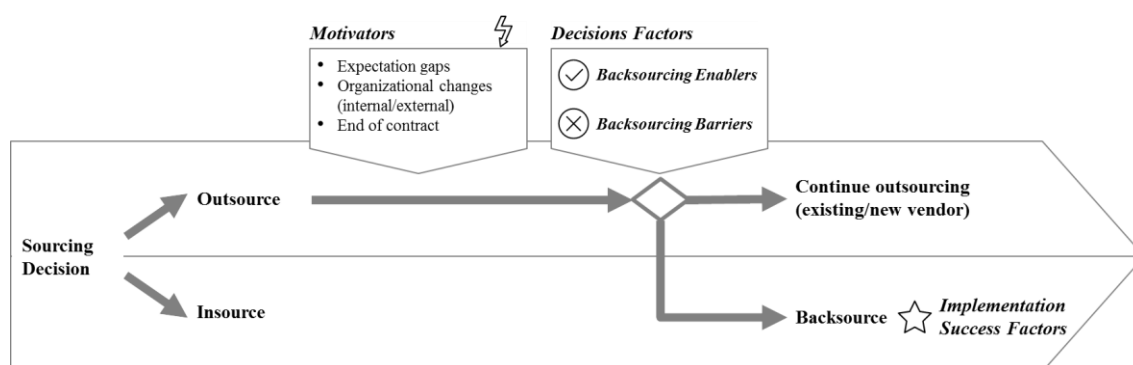 Motivators
• Expectation gaps
• Organizational changes
(internal/external)
• End of contract
Decisions Factors
Backsourcing Enablers
Backsourcing Barriers
Sourcing
Decision
Outsource
Insource
Continue outsourcing
(existing/new vendor)
Backsource
Implementation
Success Factors